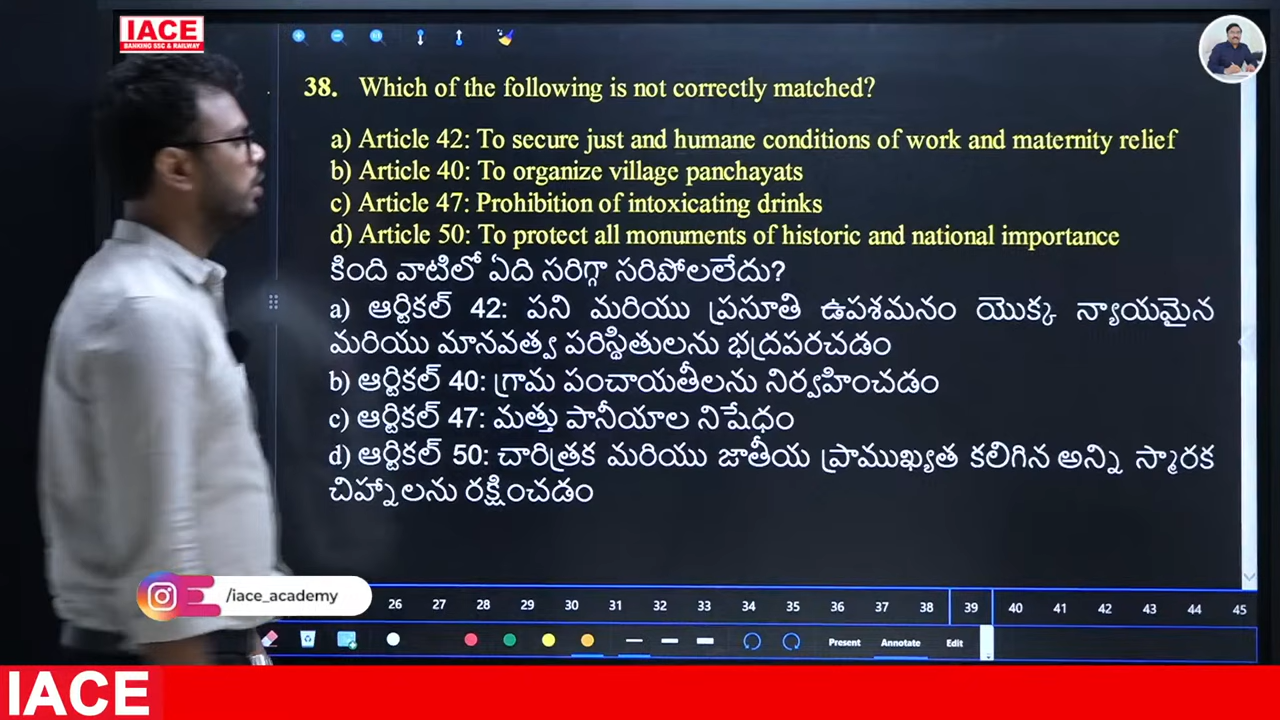 IACE
BANKING SSC & RAILWAY
38. Which of the following is not correctly matched?
a) Article 42: To secure just and humane conditions of work and maternity relief
b) Article 40: To organize village panchayats
c) Article 47: Prohibition of intoxicating drinks
d) Article 50: To protect all monuments of historic and national importance
కింది వాటిలో ఏది సరిగ్గా సరిపోలలేదు?
a) ఆర్టికల్ 42: పని మరియు ప్రసూతి ఉపశమనం యొక్క న్యాయమైన
మరియు మానవత్వ పరిస్థితులను భద్రపరచడం
b) ఆర్టికల్ 40: గ్రామ పంచాయతీలను నిర్వహించడం
c) ఆర్టికల్ 47: మత్తు పానీయాల నిషేధం
d) ఆర్టికల్ 50: చారిత్రక మరియు జాతీయ ప్రాముఖ్యత కలిగిన అన్ని స్మారక
చిహ్నాలను రక్షించడం
/iace_academy
26 27 28 29 30 31 32 33 34 35 36 37 38 39 40 41 42 43 44 45
Present Annotate Edit
IACE